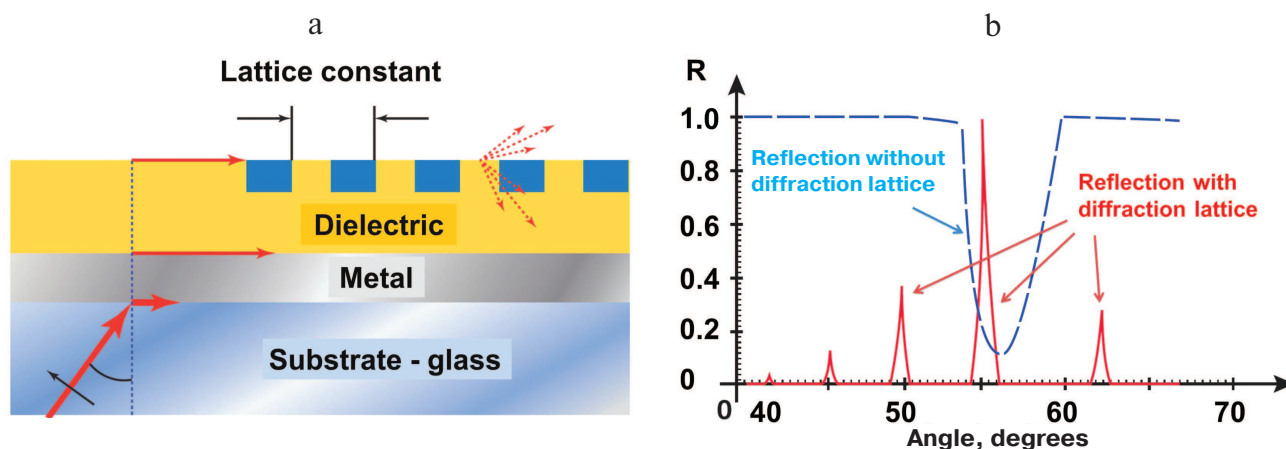 a
Lattice constant
Dielectric
Metal
Substrate - glass
b
R
1.0
0.8
0.6
0.4
0.2
0
0
40
50
60
70
Angle, degrees
Reflection without
diffraction lattice
Reflection with
diffraction lattice